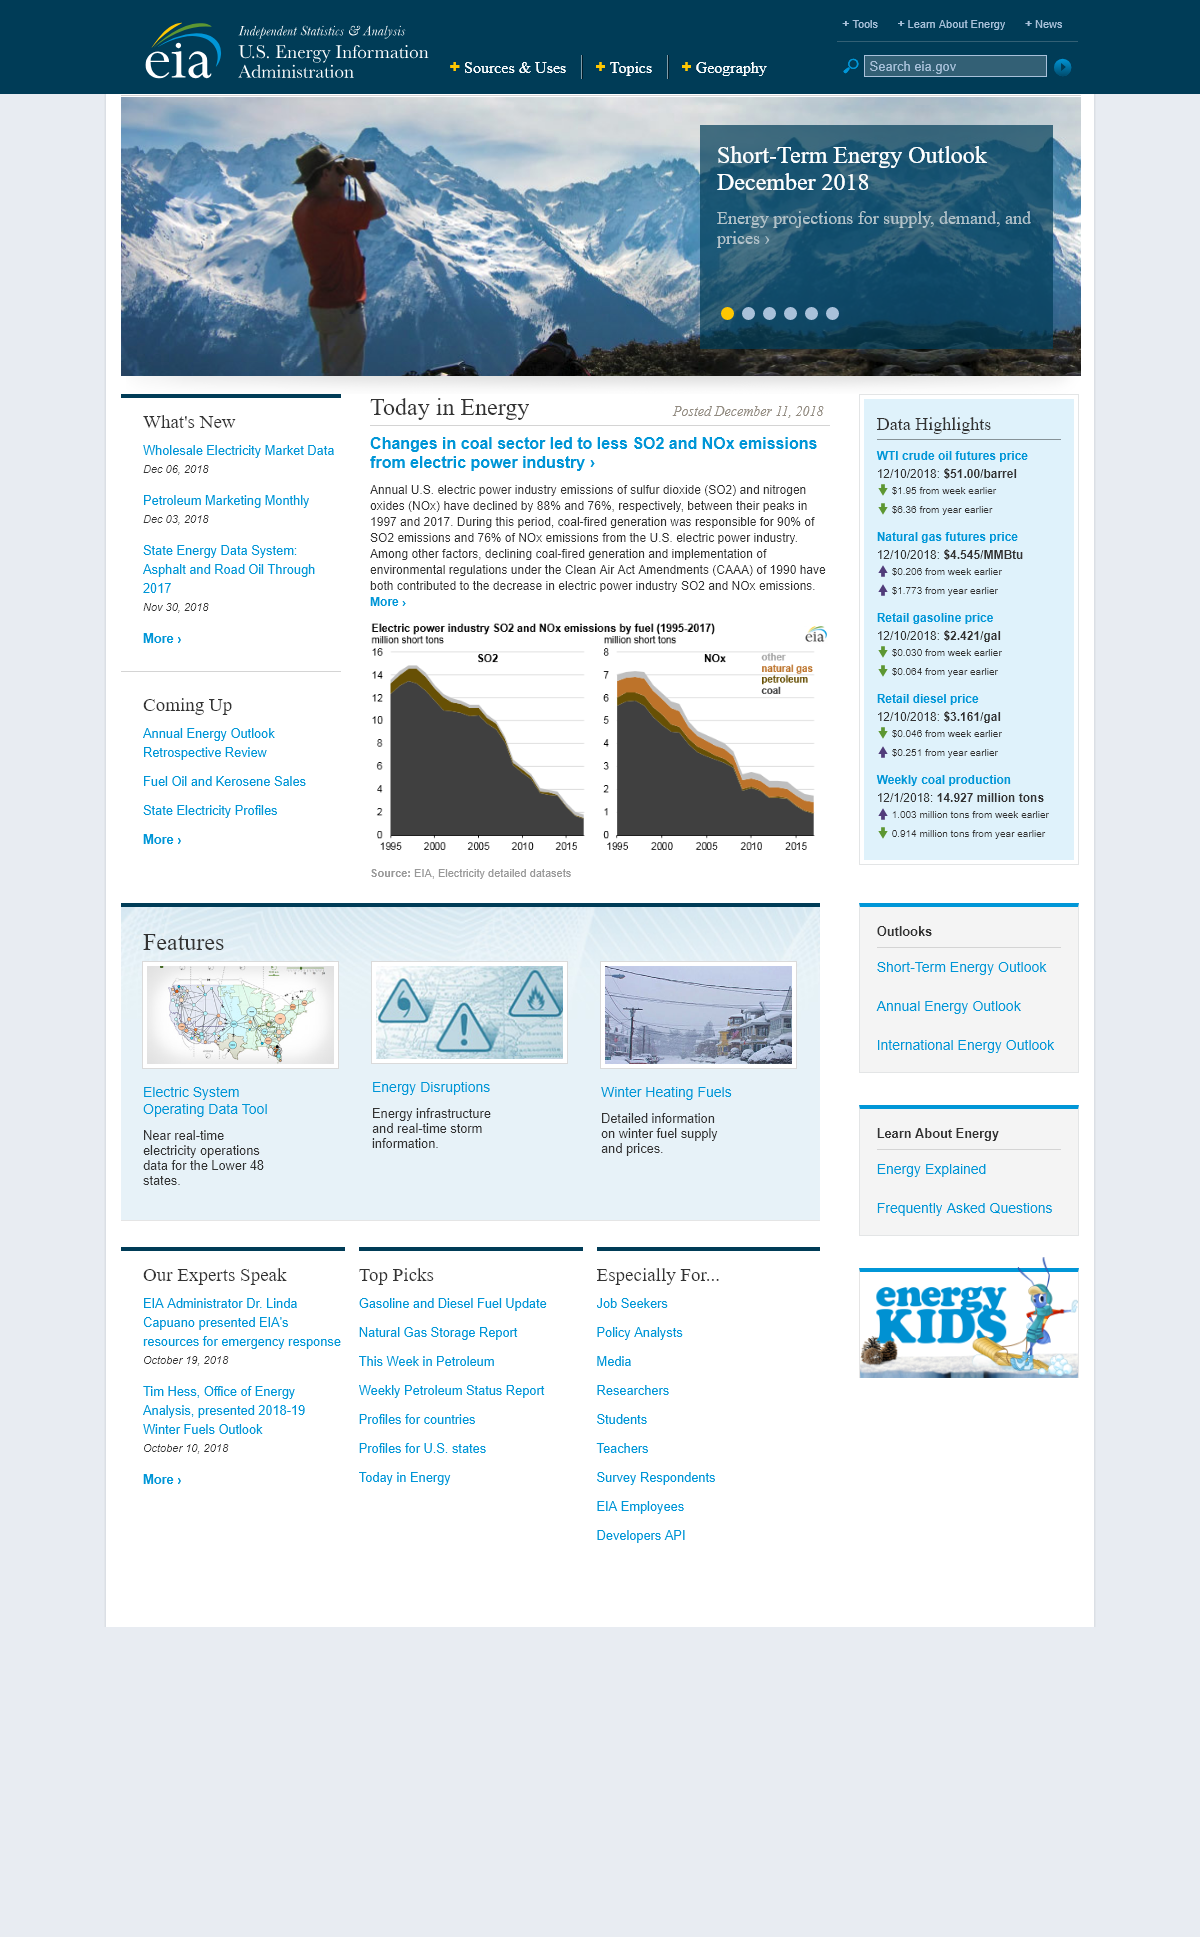 + Tools + Learn About Energy + News
eia
Independent Statistics & Analysis
U.S. Energy Information
Administration
+ Sources & Uses + Topics + Geography
Search eia.gov
Short-Term Energy Outlook
December 2018
Energy projections for supply, demand, and
prices ›
What's New
Wholesale Electricity Market Data
Dec 06, 2018
Petroleum Marketing Monthly
Dec 03, 2018
State Energy Data System:
Asphalt and Road Oil Through
2017
Nov 30, 2018
More ›
Coming Up
Annual Energy Outlook
Retrospective Review
Fuel Oil and Kerosene Sales
State Electricity Profiles
More ›
Today in Energy
Posted December 11, 2018
Changes in coal sector led to less SO2 and NOx emissions
from electric power industry ›
Annual U.S. electric power industry emissions of sulfur dioxide (SO2) and nitrogen
oxides (NOx) have declined by 88% and 76%, respectively, between their peaks in
1997 and 2017. During this period, coal-fired generation was responsible for 90% of
SO2 emissions and 76% of NOx emissions from the U.S. electric power industry.
Among other factors, declining coal-fired generation and implementation of
environmental regulations under the Clean Air Act Amendments (CAAA) of 1990 have
both contributed to the decrease in electric power industry SO2 and NOx emissions.
More ›
Electric power industry SO2 and NOx emissions by fuel (1995-2017)
million short tons million short tons
eia
SO2
16
14
12
10
8
6
4
2
0
1995 2000 2005 2010 2015
NOx
other
natural gas
petroleum
coal
8
7
6
5
4
3
2
1
0
1995 2000 2005 2010 2015
Source: EIA, Electricity detailed datasets
Data Highlights
WTI crude oil futures price
12/10/2018: $51.00/barrel
$1.95 from week earlier
$6.36 from year earlier
Natural gas futures price
12/10/2018: $4.545/MMBtu
$0.206 from week earlier
$1.773 from year earlier
Retail gasoline price
12/10/2018: $2.421/gal
$0.030 from week earlier
$0.064 from year earlier
Retail diesel price
12/10/2018: $3.161/gal
$0.046 from week earlier
$0.251 from year earlier
Weekly coal production
12/1/2018: 14.927 million tons
1.003 million tons from week earlier
0.914 million tons from year earlier
Features
Electric System
Operating Data Tool
Near real-time
electricity operations
data for the Lower 48
states.
Energy Disruptions
Energy infrastructure
and real-time storm
information.
Winter Heating Fuels
Detailed information
on winter fuel supply
and prices.
Outlooks
Short-Term Energy Outlook
Annual Energy Outlook
International Energy Outlook
Learn About Energy
Energy Explained
Frequently Asked Questions
energy
KIDS
Our Experts Speak
EIA Administrator Dr. Linda
Capuano presented EIA's
resources for emergency response
October 19, 2018
Tim Hess, Office of Energy
Analysis, presented 2018-19
Winter Fuels Outlook
October 10, 2018
More ›
Top Picks
Gasoline and Diesel Fuel Update
Natural Gas Storage Report
This Week in Petroleum
Weekly Petroleum Status Report
Profiles for countries
Profiles for U.S. states
Today in Energy
Especially For...
Job Seekers
Policy Analysts
Media
Researchers
Students
Teachers
Survey Respondents
EIA Employees
Developers API